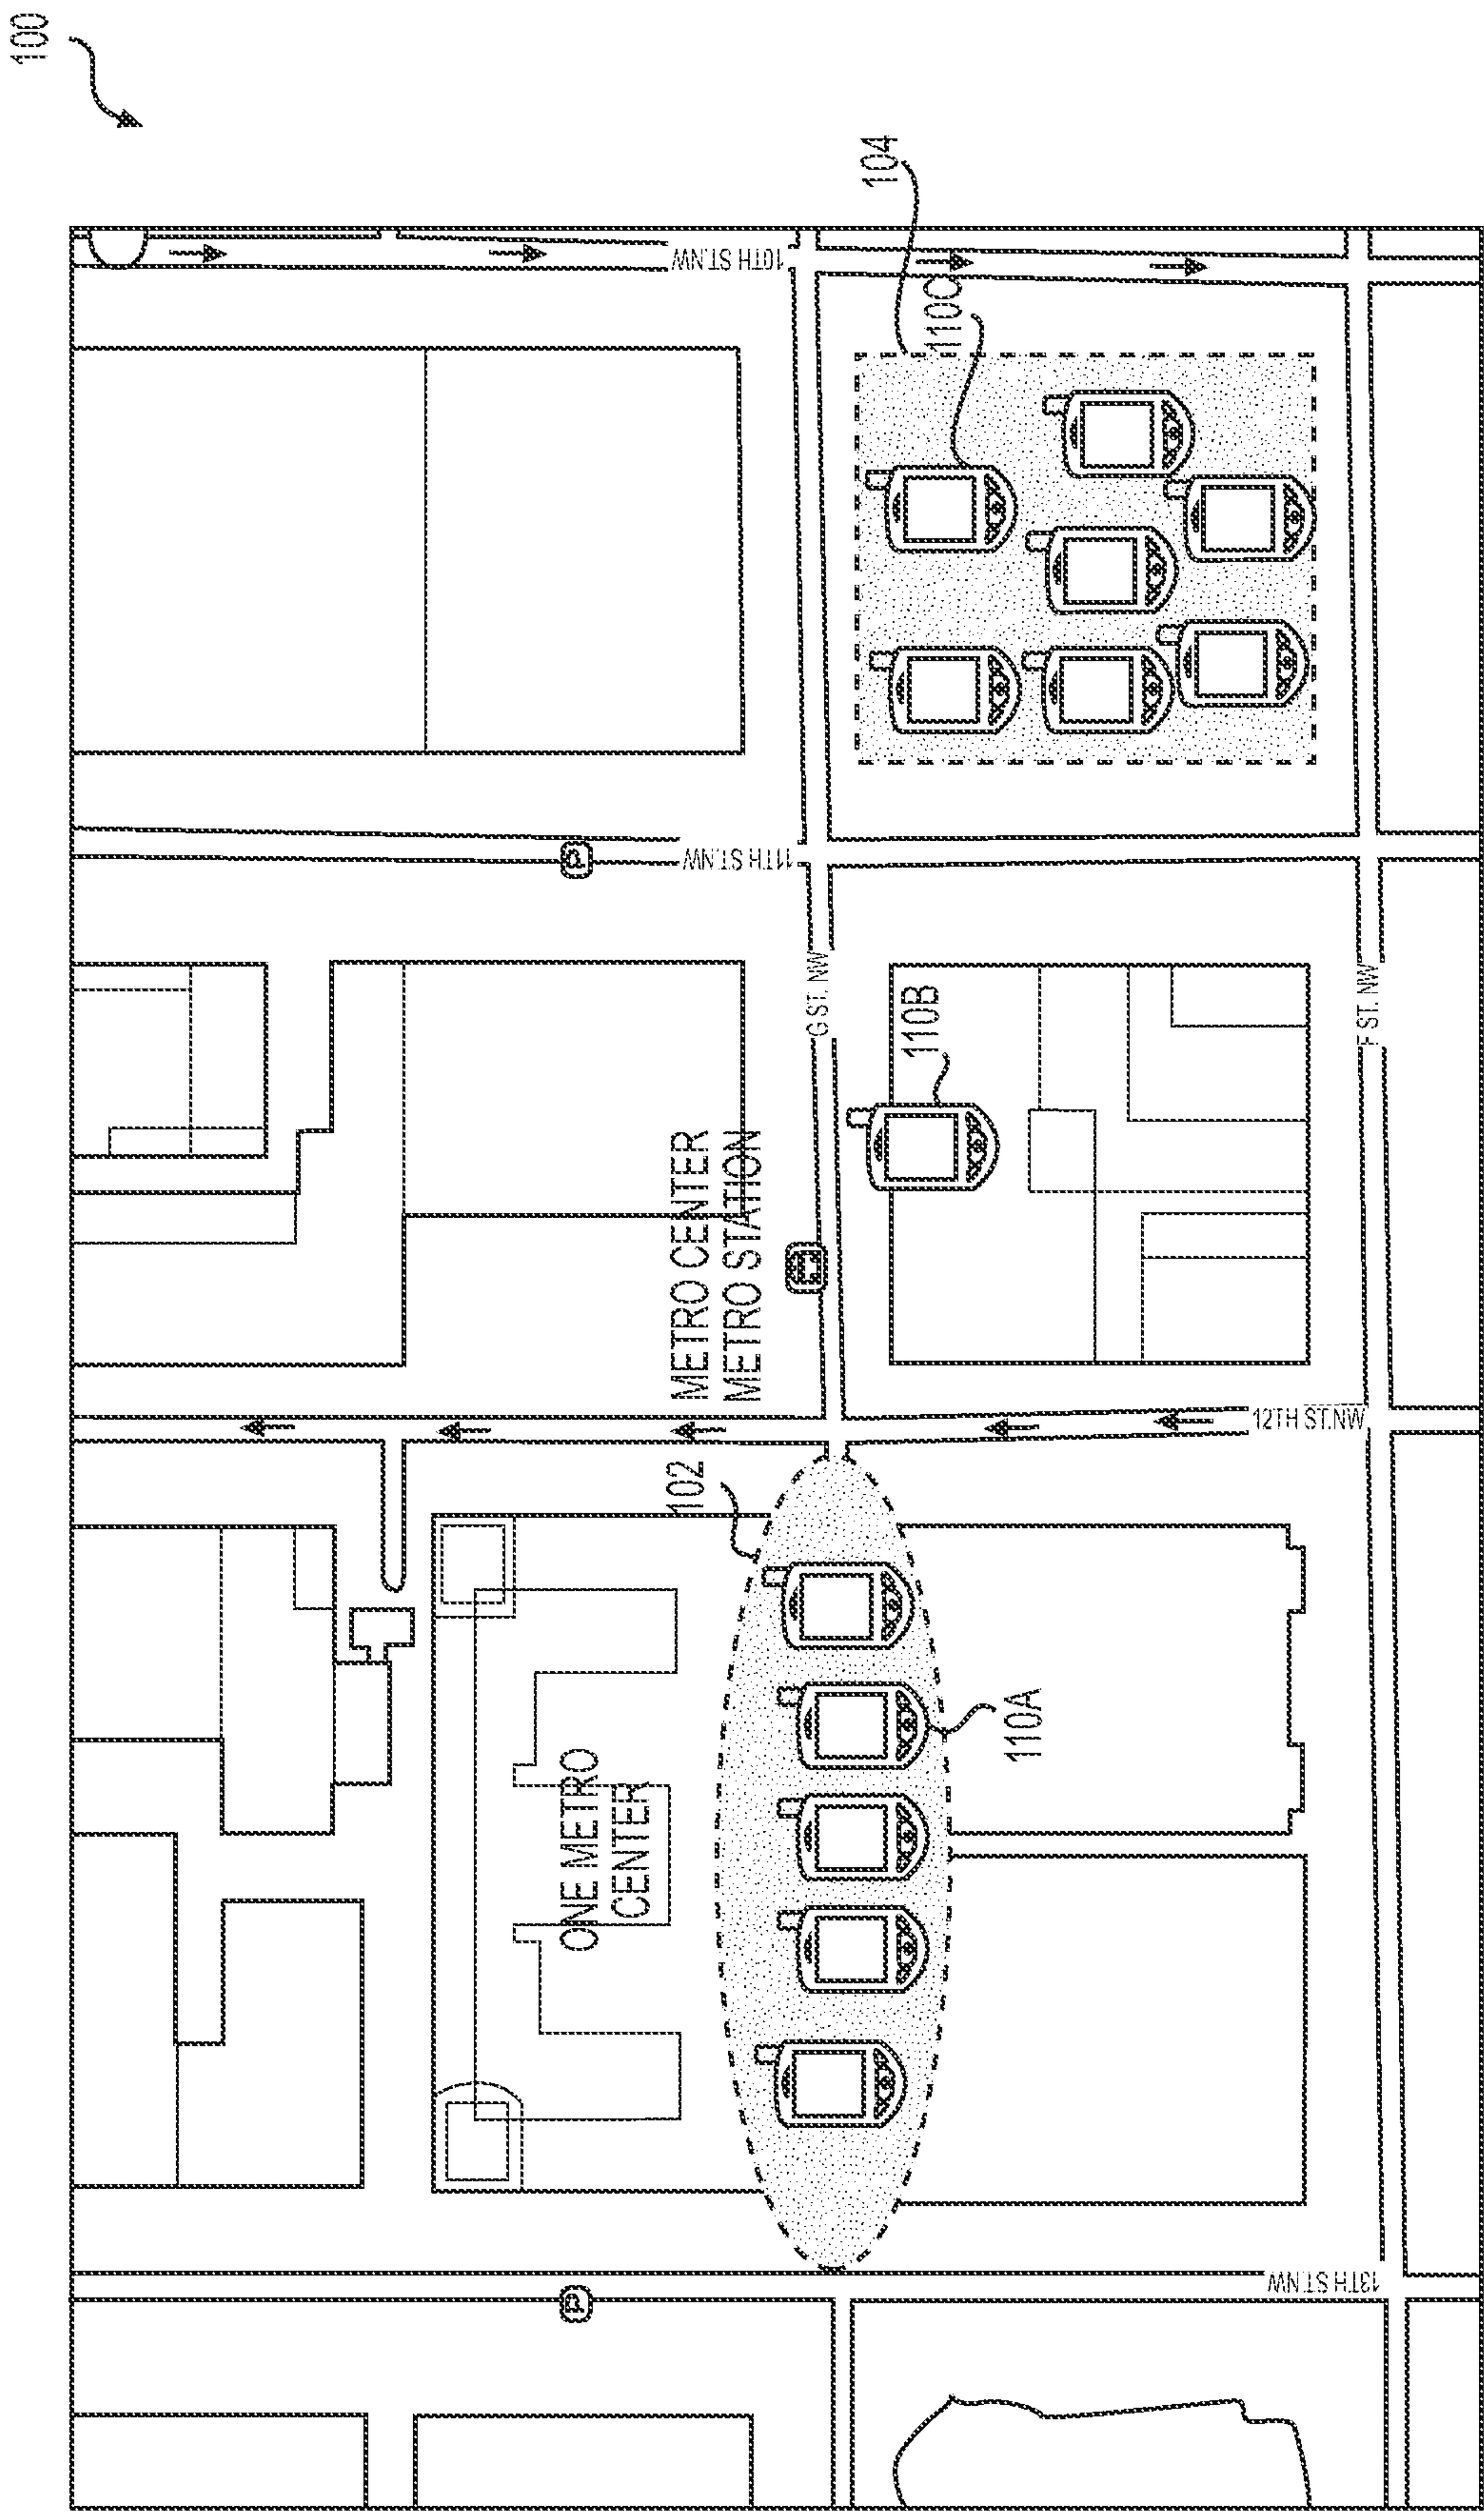 100
104
10TH ST.NW
110C
P
11TH ST.NW
G ST. NW
F ST. NW
110B
METRO CENTER
METRO STATION
12TH ST.NW
102
110A
ONE METRO
CENTER
P
13TH ST.NW